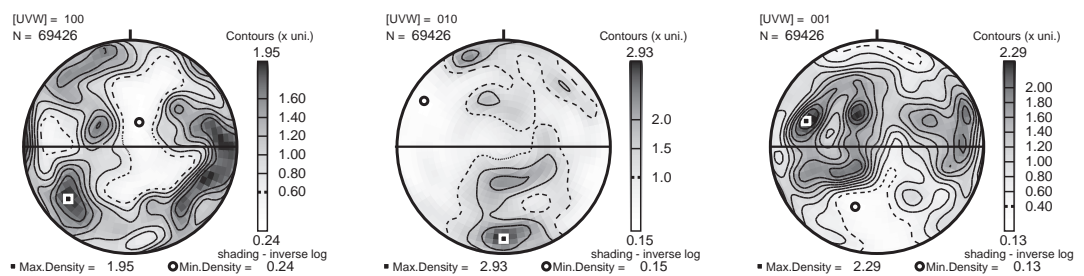 [UVW] = 100
N = 69426
Contours (x uni.)
1.95
1.60
1.40
1.20
1.00
0.80
0.60
0.24
shading - inverse log
Max.Density = 1.95 Min.Density = 0.24
[UVW] = 010
N = 69426
Contours (x uni.)
2.93
2.0
1.5
1.0
0.15
shading - inverse log
Max.Density = 2.93 Min.Density = 0.15
[UVW] = 001
N = 69426
Contours (x uni.)
2.29
2.00
1.80
1.60
1.40
1.20
1.00
0.80
0.60
0.40
0.13
shading - inverse log
Max.Density = 2.29 Min.Density = 0.13